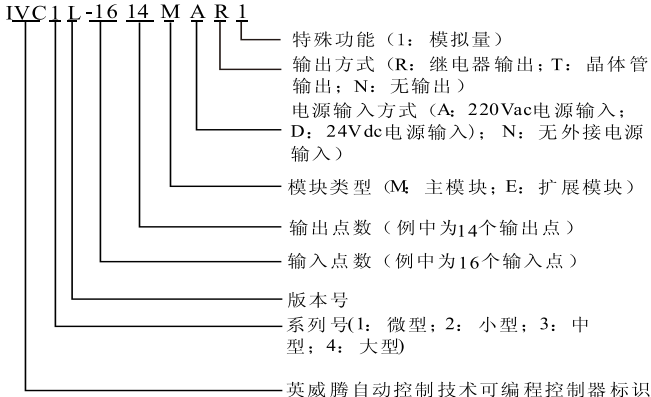 IVC1L-1614MAR1
特殊功能（1：模拟量）
输出方式（R：继电器输出；T：晶体管
输出；N：无输出）
电源输入方式（A：220Vac电源输入；
D：24Vdc电源输入）；N：无外接电源
输入）
模块类型（M：主模块；E：扩展模块）
输出点数（例中为14个输出点）
输入点数（例中为16个输入点）
版本号
系列号(1：微型；2：小型；3：中
型；4：大型)
英威腾自动控制技术可编程控制器标识